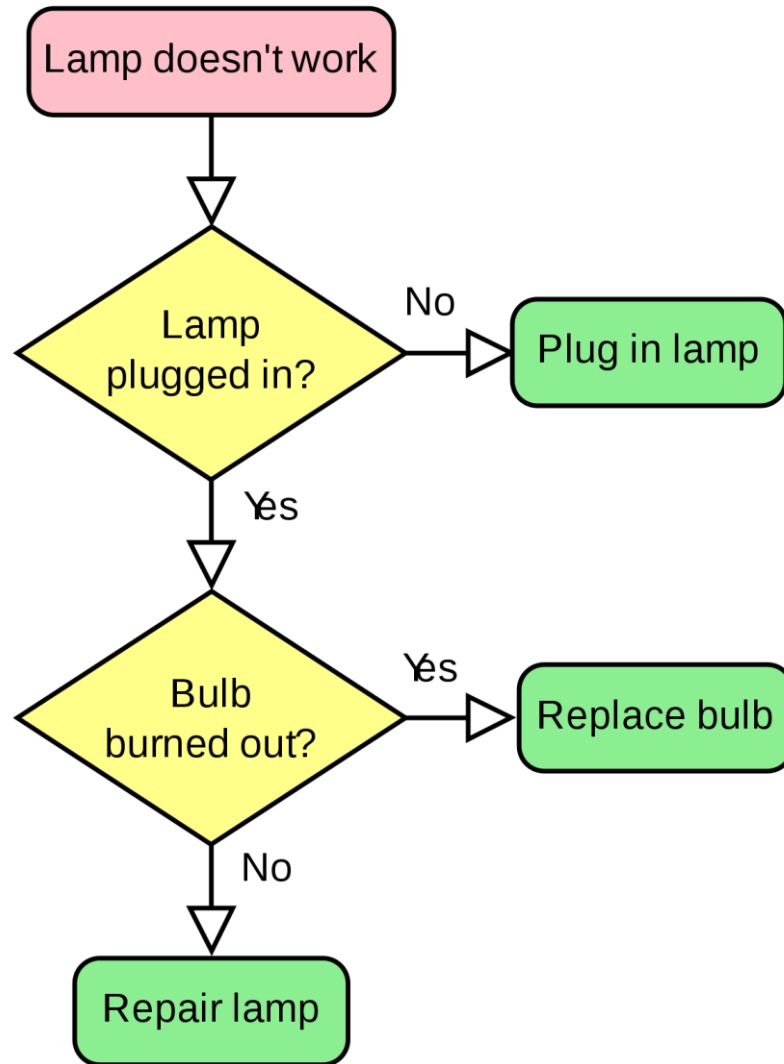 Lamp doesn't work
Lamp
plugged in?
No
Plug in lamp
Yes
Bulb
burned out?
Yes
Replace bulb
No
Repair lamp